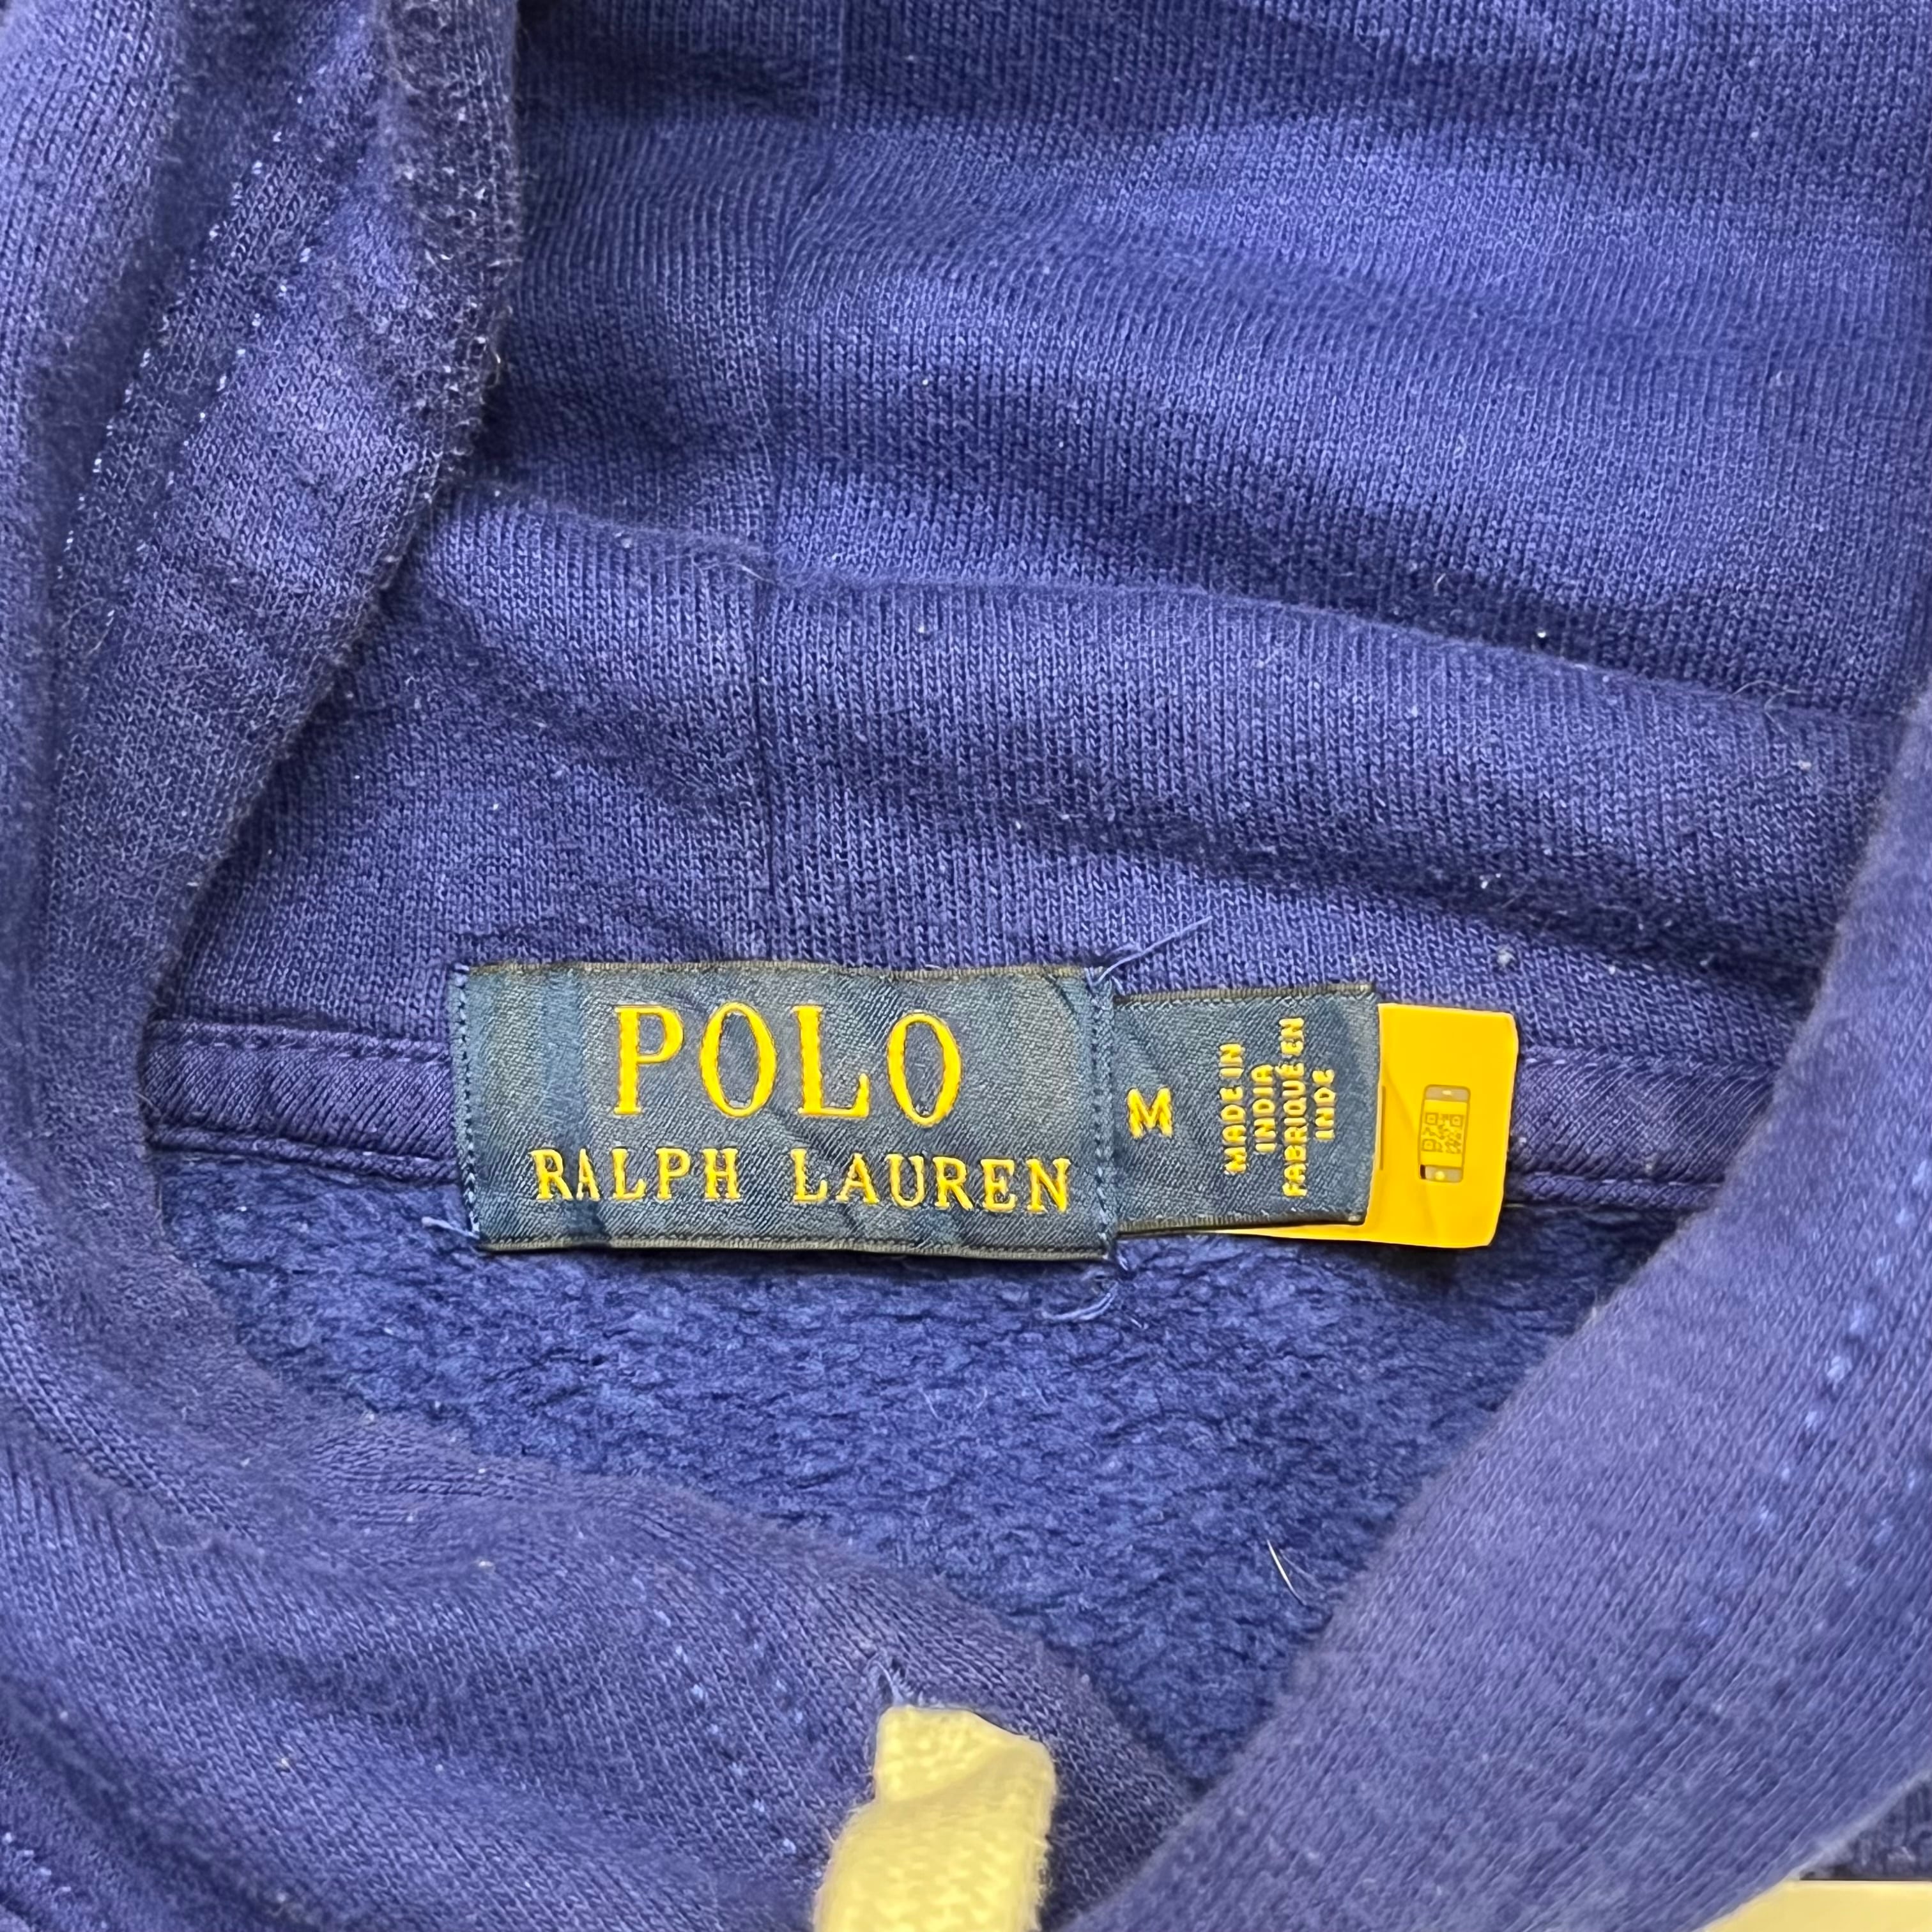 POLO
RALPH LAUREN
M
MADE IN
INDIA
FABRIQUÉ EN
INDE